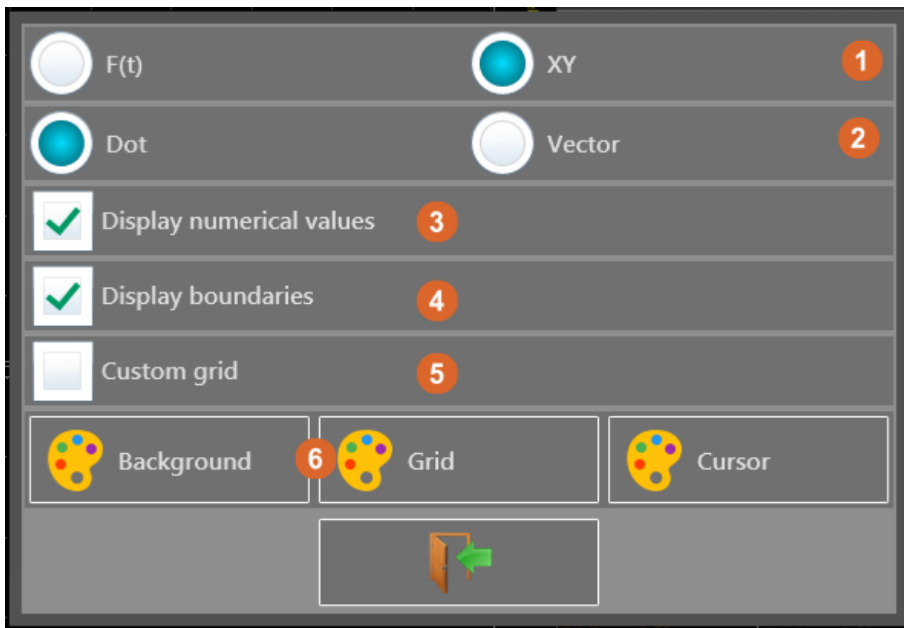 F(t) XY 1
Dot Vector 2
Display numerical values 3
Display boundaries 4
Custom grid 5
Background 6 Grid Cursor